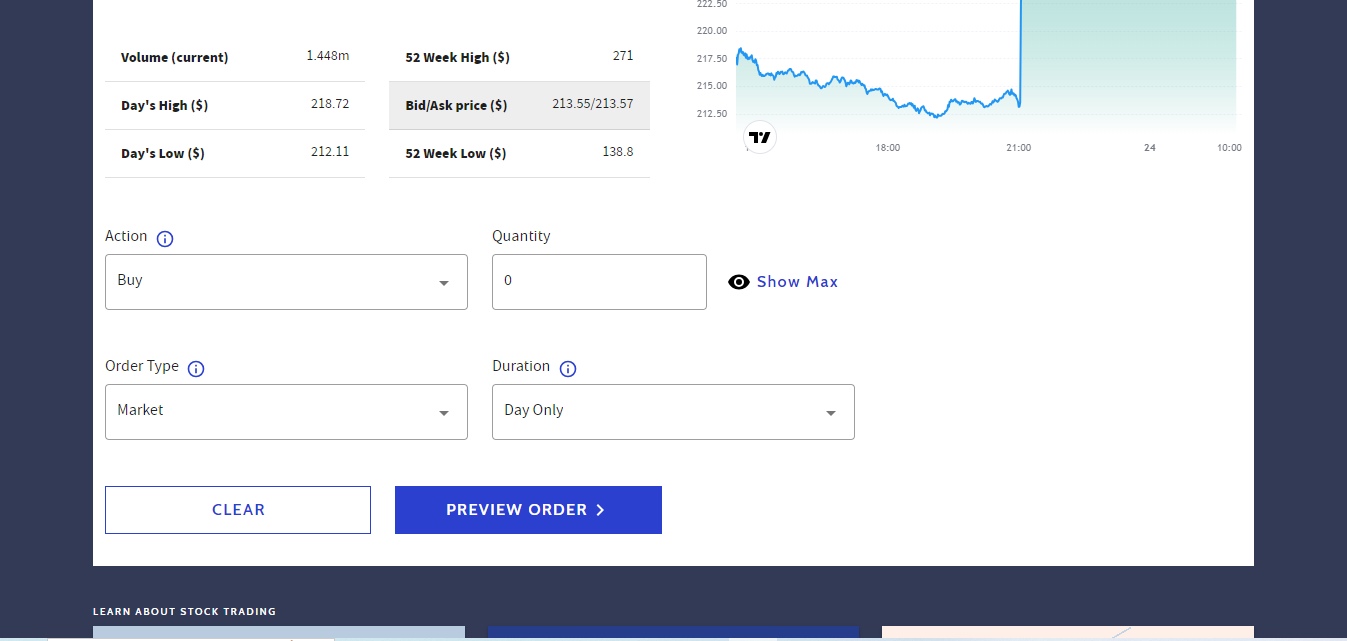 222.50
220.00
217.50
215.00
212.50
18:00 21:00 24 10:00
Volume (current) 1.448m 52 Week High ($) 271
Day's High ($) 218.72 Bid/Ask price ($) 213.55/213.57
Day's Low ($) 212.11 52 Week Low ($) 138.8
Action Quantity
Buy 0 Show Max
Order Type Duration
Market Day Only
CLEAR PREVIEW ORDER
LEARN ABOUT STOCK TRADING